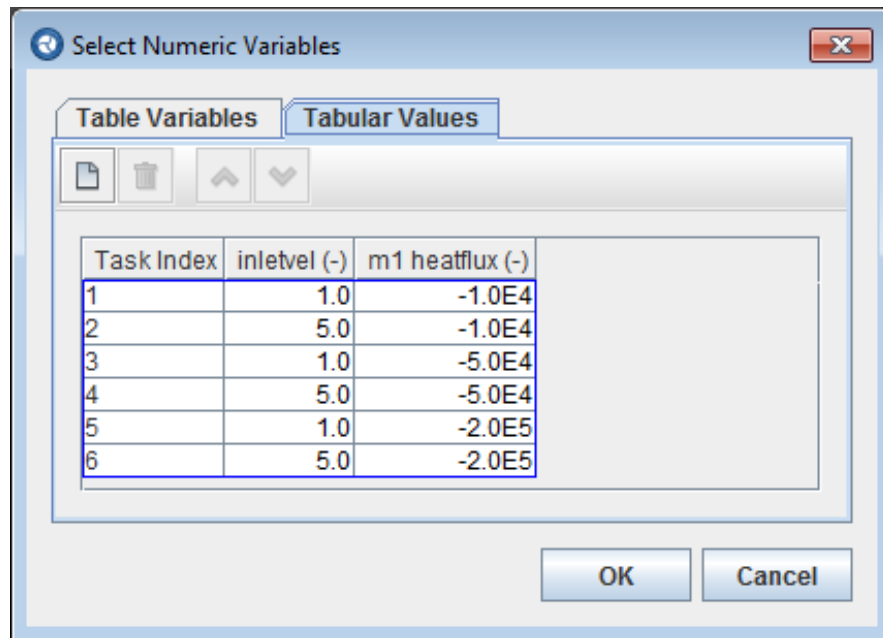 Select Numeric Variables
Table Variables Tabular Values
Task Index inletvel (-) m1 heatflux (-)
1 1.0 -1.0E4
2 5.0 -1.0E4
3 1.0 -5.0E4
4 5.0 -5.0E4
5 1.0 -2.0E5
6 5.0 -2.0E5
OK Cancel